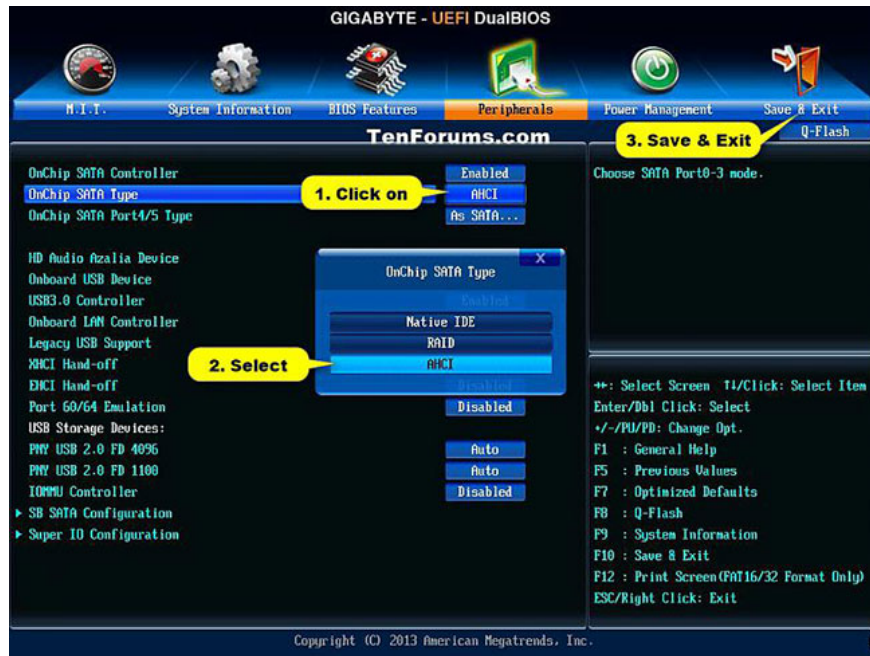 GIGABYTE - UEFI DualBIOS
M.I.T.
System Information
BIOS Features
Peripherals
Power Management
Save & Exit
TenForums.com
3. Save & Exit
Q-Flash
OnChip SATA Controller
Enabled
Choose SATA Port0-3 mode.
OnChip SATA Type
1. Click on
AHCI
OnChip SATA Port4/5 Type
As SATA...
HD Audio Azalia Device
OnChip SATA Type
X
Onboard USB Device
USB3.0 Controller
Enabled
Onboard LAN Controller
Native IDE
Legacy USB Support
RAID
XHCI Hand-off
2. Select
AHCI
EHCI Hand-off
Disabled
Port 60/64 Emulation
Disabled
USB Storage Devices:
PNY USB 2.0 FD 4096
Auto
PNY USB 2.0 FD 1100
Auto
IOMMU Controller
Disabled
SB SATA Configuration
Super IO Configuration
→←: Select Screen ↑↓/Click: Select Item
Enter/Dbl Click: Select
+/-/PU/PD: Change Opt.
F1 : General Help
F5 : Previous Values
F7 : Optimized Defaults
F8 : Q-Flash
F9 : System Information
F10 : Save & Exit
F12 : Print Screen(FAT16/32 Format Only)
ESC/Right Click: Exit
Copyright (C) 2013 American Megatrends, Inc.